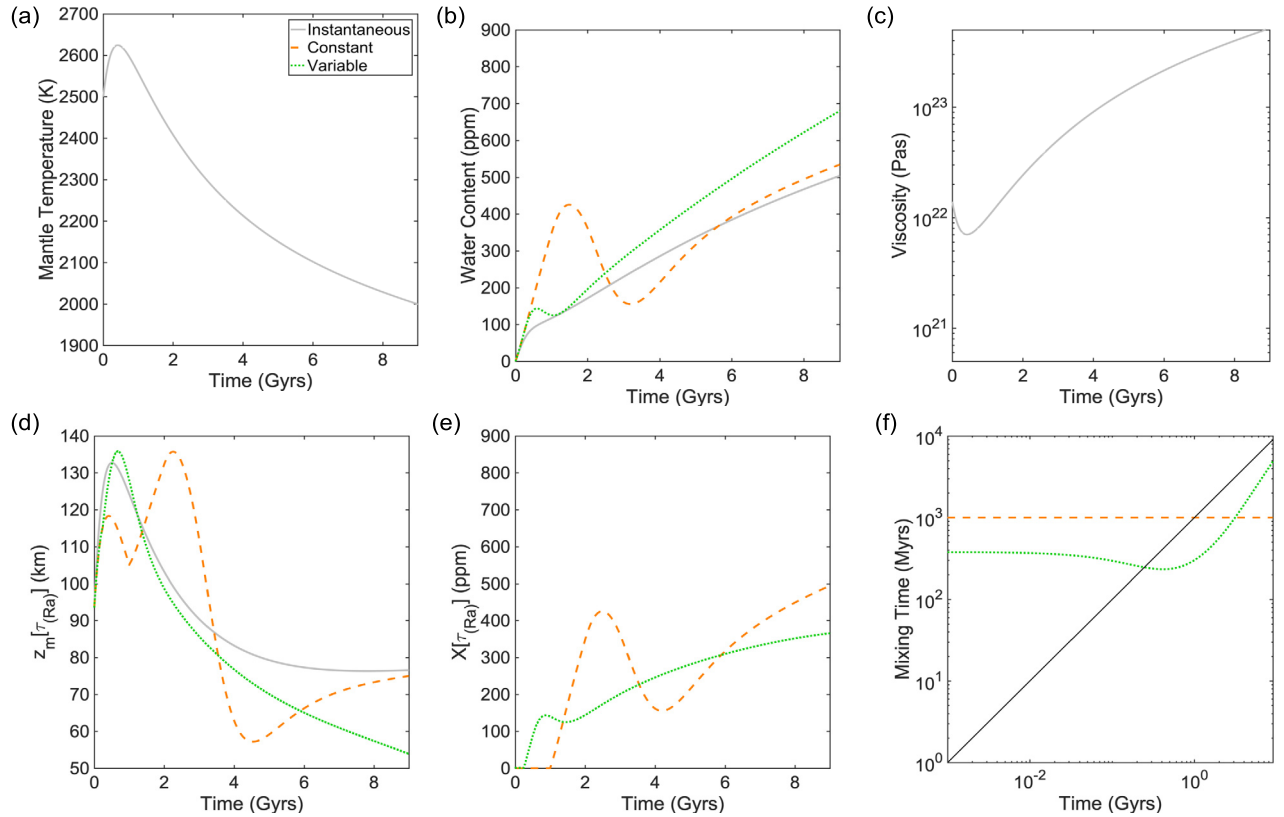 (a)
2700
2600
2500
2400
2300
2200
2100
2000
1900
0 2 4 6 8
Mantle Temperature (K)
Time (Gyrs)
Instantaneous
Constant
Variable
(b)
900
800
700
600
500
400
300
200
100
0
0 2 4 6 8
Water Content (ppm)
Time (Gyrs)
(c)
10^23
10^22
10^21
0 2 4 6 8
Viscosity (Pas)
Time (Gyrs)
(d)
140
130
120
110
100
90
80
70
60
50
0 2 4 6 8
z_m[τ_(Ra)] (km)
Time (Gyrs)
(e)
900
800
700
600
500
400
300
200
100
0
0 2 4 6 8
X[τ_(Ra)] (ppm)
Time (Gyrs)
(f)
10^4
10^3
10^2
10^1
10^0
10^-2 10^0
Mixing Time (Myrs)
Time (Gyrs)